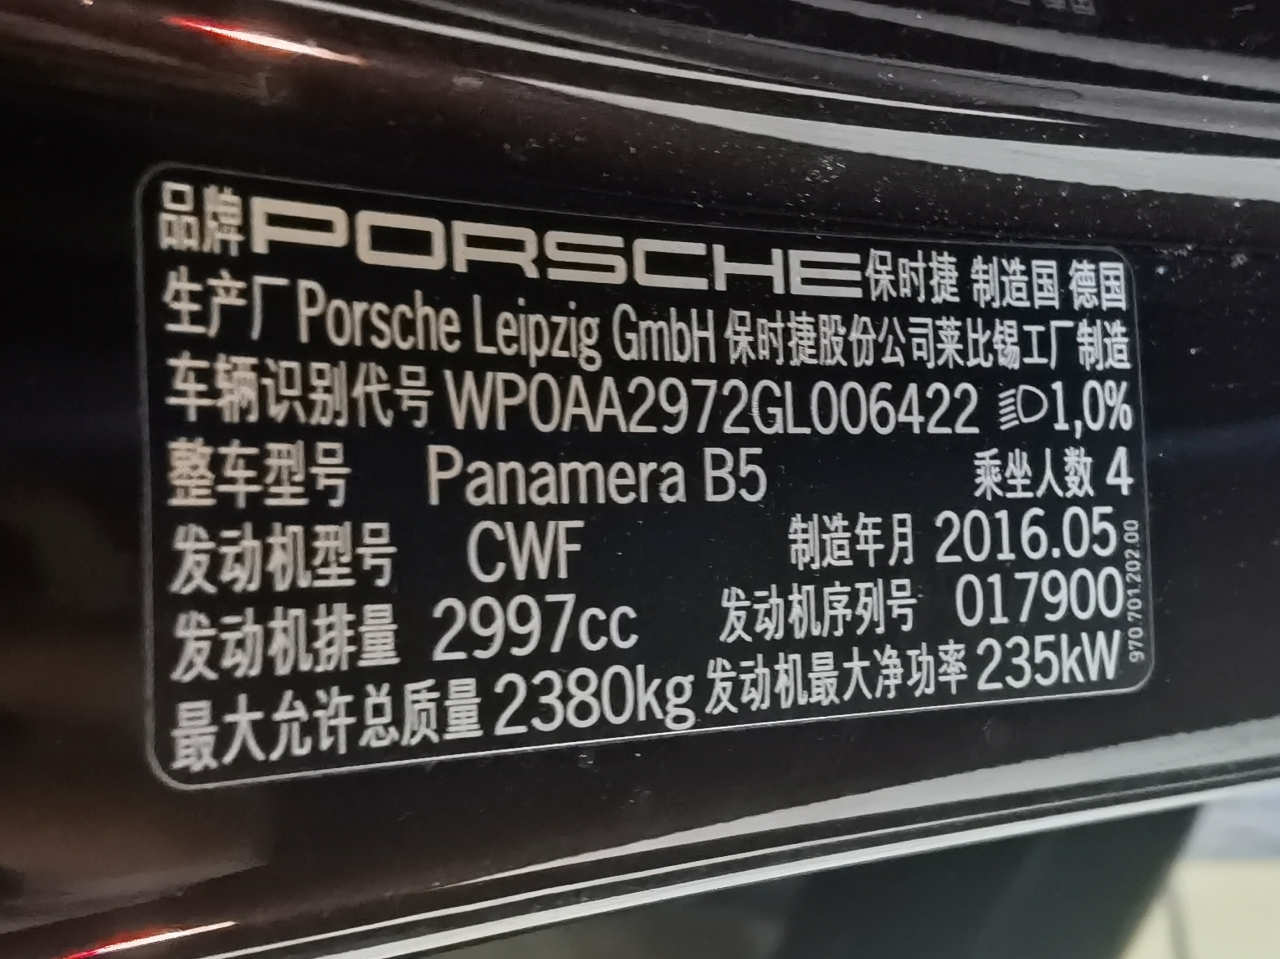 品牌 PORSCHE 保时捷 制造国 德国
生产厂 Porsche Leipzig GmbH 保时捷股份公司莱比锡工厂制造
车辆识别代号 WP0AA2972GL006422 1,0%
整车型号 Panamera B5 乘坐人数 4
发动机型号 CWF 制造年月 2016.05
发动机排量 2997cc 发动机序列号 017900
最大允许总质量 2380kg 发动机最大净功率 235kW
970.701.202.00